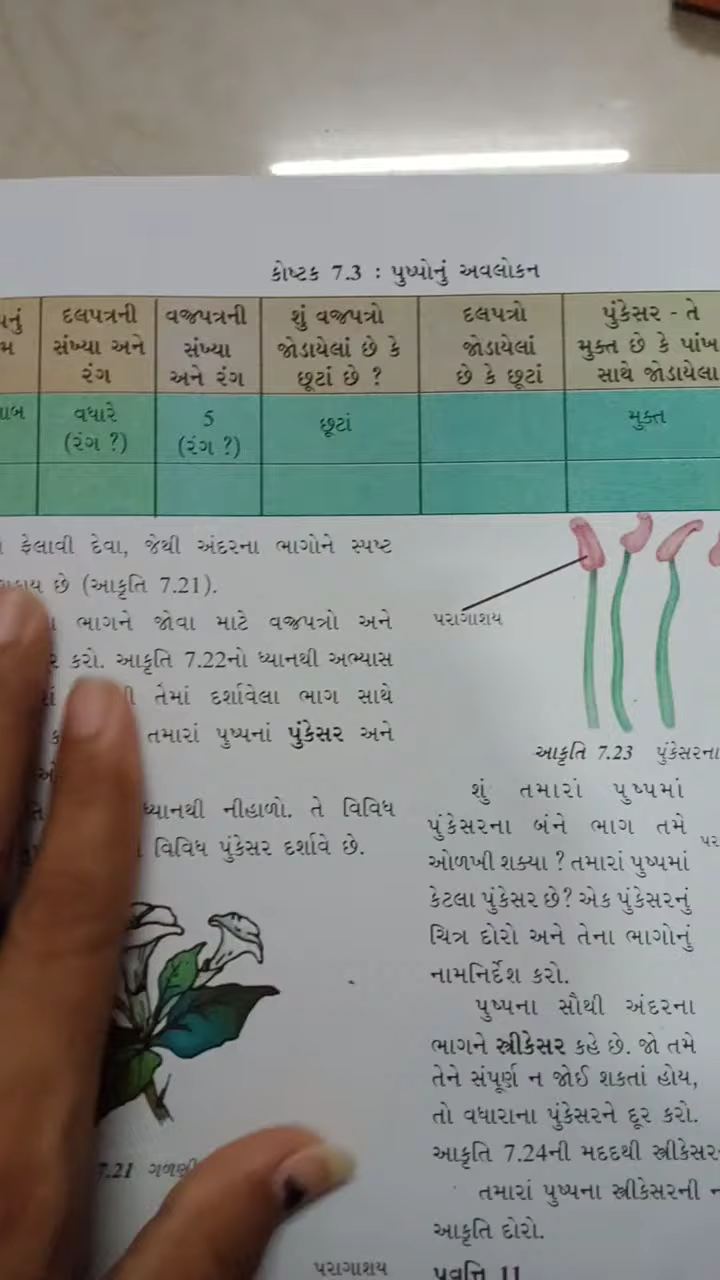 કોષ્ટક 7.3 : પુષ્પોનું અવલોકન
દલપત્રની સંખ્યા અને રંગ
વજ્રપત્રની સંખ્યા અને રંગ
શું વજ્રપત્રો જોડાયેલાં છે કે છૂટાં છે ?
દલપત્રો જોડાયેલાં છે કે છૂટાં
પુંકેસર - તે મુક્ત છે કે પાંખ સાથે જોડાયેલા
વધારે (રંગ ?)
5 (રંગ ?)
છૂટાં
મુક્ત
ફેલાવી દેવા, જેથી અંદરના ભાગોને સ્પષ્ટ
છે (આકૃતિ 7.21).
ભાગને જોવા માટે વજ્રપત્રો અને
કરો. આકૃતિ 7.22નો ધ્યાનથી અભ્યાસ
તેમાં દર્શાવેલા ભાગ સાથે
તમારાં પુષ્પનાં પુંકેસર અને
ધ્યાનથી નીહાળો. તે વિવિધ
વિવિધ પુંકેસર દર્શાવે છે.
7.21
પરાગાશય
પરાગાશય
આકૃતિ 7.23 પુંકેસરના
શું તમારાં પુષ્પમાં
પુંકેસરના બંને ભાગ તમે
ઓળખી શક્યા ? તમારાં પુષ્પમાં
કેટલા પુંકેસર છે? એક પુંકેસરનું
ચિત્ર દોરો અને તેના ભાગોનું
નામનિર્દેશ કરો.
પુષ્પના સૌથી અંદરના
ભાગને સ્ત્રીકેસર કહે છે. જો તમે
તેને સંપૂર્ણ ન જોઈ શકતાં હોય,
તો વધારાના પુંકેસરને દૂર કરો.
આકૃતિ 7.24ની મદદથી સ્ત્રીકેસર
તમારાં પુષ્પના સ્ત્રીકેસરની
આકૃતિ દોરો.
પ્રવૃત્તિ 11